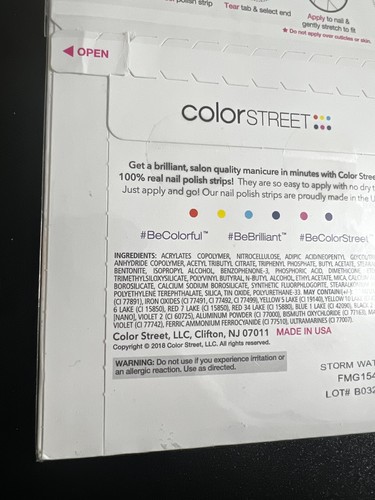 polish strip
Tear tab & select end
Apply to nail &
gently stretch to fit
★ Do not apply over cuticles or skin.
◀ OPEN
colorSTREET
Get a brilliant, salon quality manicure in minutes with Color Stree
100% real nail polish strips! They are so easy to apply with no dry t
Just apply and go! Our nail polish strips are proudly made in the U
#BeColorful™ #BeBrilliant™ #BeColorStreet™
INGREDIENTS: ACRYLATES COPOLYMER, NITROCELLULOSE, ADIPIC ACID/NEOPENTYL
ANHYDRIDE COPOLYMER, ACETYL TRIBUTYL CITRATE, TRIPHENYL PHOSPHATE, BUTYL ACETATE,
BENTONITE, ISOPROPYL ALCOHOL, BENZOPHENONE-3, PHOSPHORIC ACID, DIMETHICONE,
TRIMETHYLSILOXYSILICATE, POLYVINYL BUTYRAL, N-BUTYL ALCOHOL, ETHYL ACETATE, MICA, CALCIUM
BOROSILICATE, CALCIUM SODIUM BOROSILICATE, SYNTHETIC FLUORPHLOGOPITE,
POLYETHYLENE TEREPHTHALATE, SILICA, TIN OXIDE, POLYURETHANE-33. MAY CONTAIN
(CI 77891), IRON OXIDES (CI 77491, CI 77492, CI 77499), YELLOW 5 LAKE (CI 19140), YELLOW
6 LAKE (CI 15850), RED 7 LAKE (CI 15850), RED 34 LAKE (CI 15880), BLUE 1 LAKE (CI 42090), BLACK 2
[NANO], VIOLET 2 (CI 60725), ALUMINUM POWDER (CI 77000), BISMUTH OXYCHLORIDE (CI 77163),
VIOLET (CI 77742), FERRIC AMMONIUM FERROCYANIDE (CI 77510), ULTRAMARINES (CI 77007).
Color Street, LLC, Clifton, NJ 07011 MADE IN USA
Copyright © 2018 Color Street, LLC. All rights reserved.
WARNING: Do not use if you experience irritation or
an allergic reaction. Use as directed.
STORM WAT
FMG154
LOT# B032